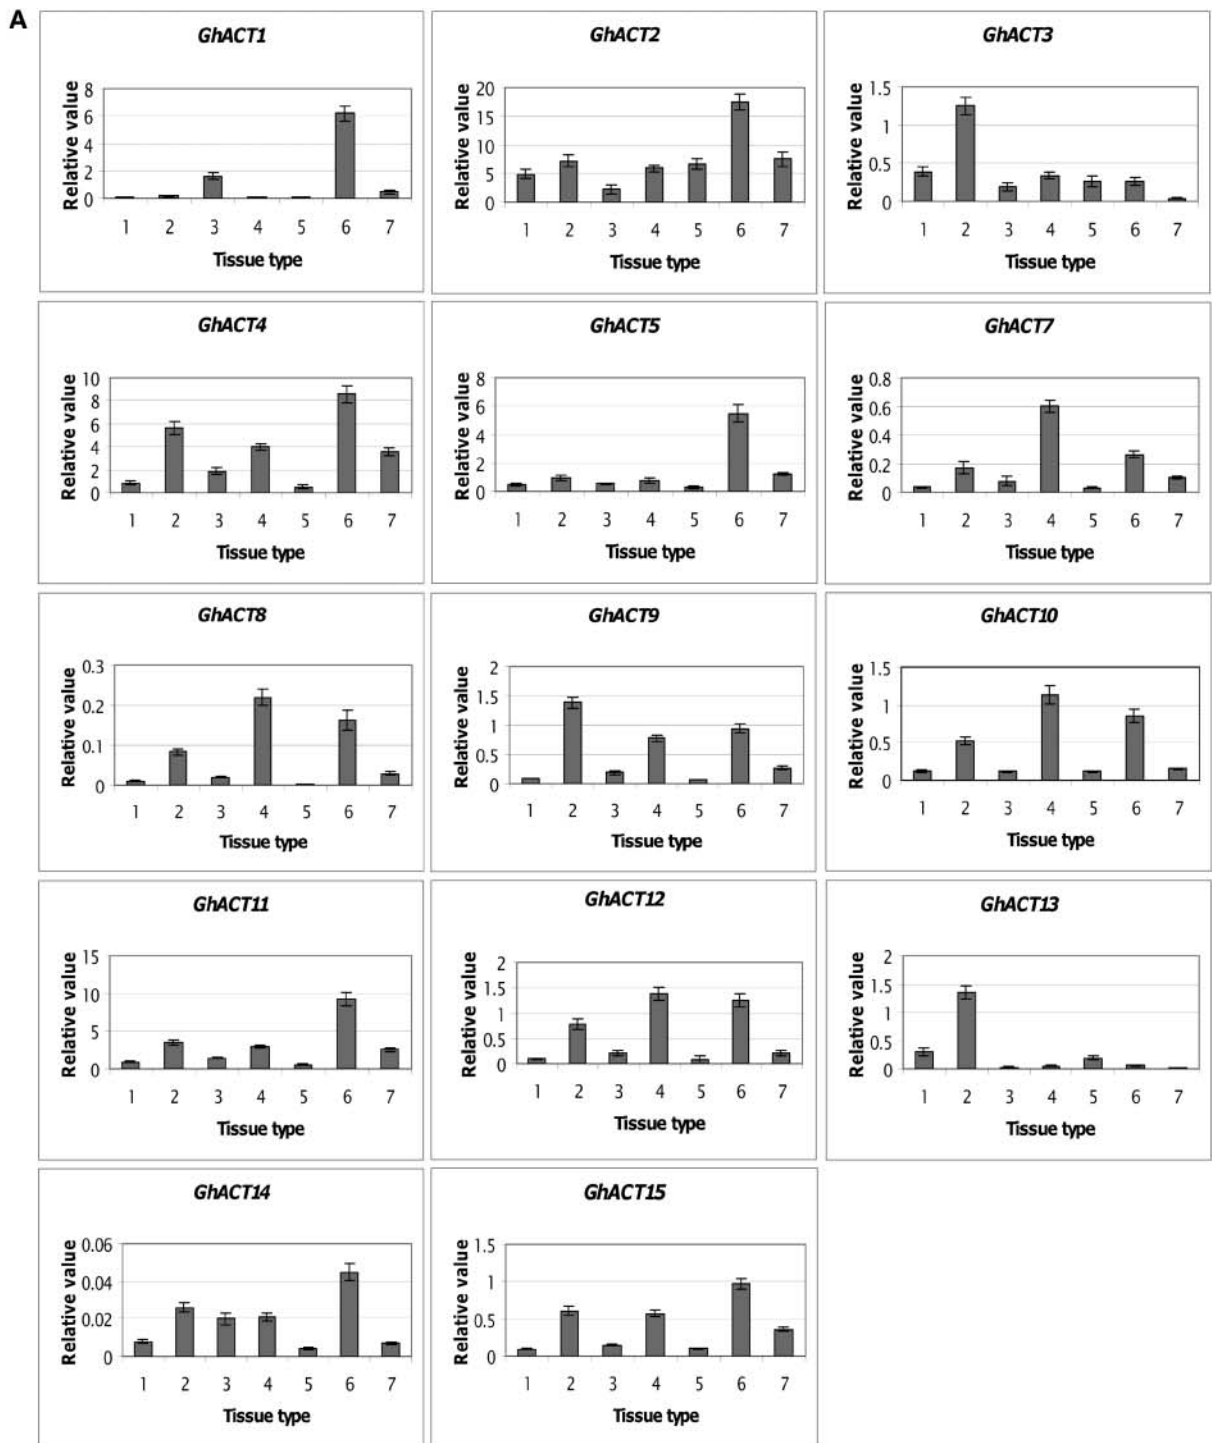 A
GhACT1
Relative value
8
6
4
2
0
1 2 3 4 5 6 7
Tissue type
GhACT2
Relative value
20
15
10
5
0
1 2 3 4 5 6 7
Tissue type
GhACT3
Relative value
1.5
1
0.5
0
1 2 3 4 5 6 7
Tissue type
GhACT4
Relative value
10
8
6
4
2
0
1 2 3 4 5 6 7
Tissue type
GhACT5
Relative value
8
6
4
2
0
1 2 3 4 5 6 7
Tissue type
GhACT7
Relative value
0.8
0.6
0.4
0.2
0
1 2 3 4 5 6 7
Tissue type
GhACT8
Relative value
0.3
0.2
0.1
0
1 2 3 4 5 6 7
Tissue type
GhACT9
Relative value
2
1.5
1
0.5
0
1 2 3 4 5 6 7
Tissue type
GhACT10
Relative value
1.5
1
0.5
0
1 2 3 4 5 6 7
Tissue type
GhACT11
Relative value
15
10
5
0
1 2 3 4 5 6 7
Tissue type
GhACT12
Relative value
2
1.5
1
0.5
0
1 2 3 4 5 6 7
Tissue type
GhACT13
Relative value
2
1.5
1
0.5
0
1 2 3 4 5 6 7
Tissue type
GhACT14
Relative value
0.06
0.04
0.02
0
1 2 3 4 5 6 7
Tissue type
GhACT15
Relative value
1.5
1
0.5
0
1 2 3 4 5 6 7
Tissue type